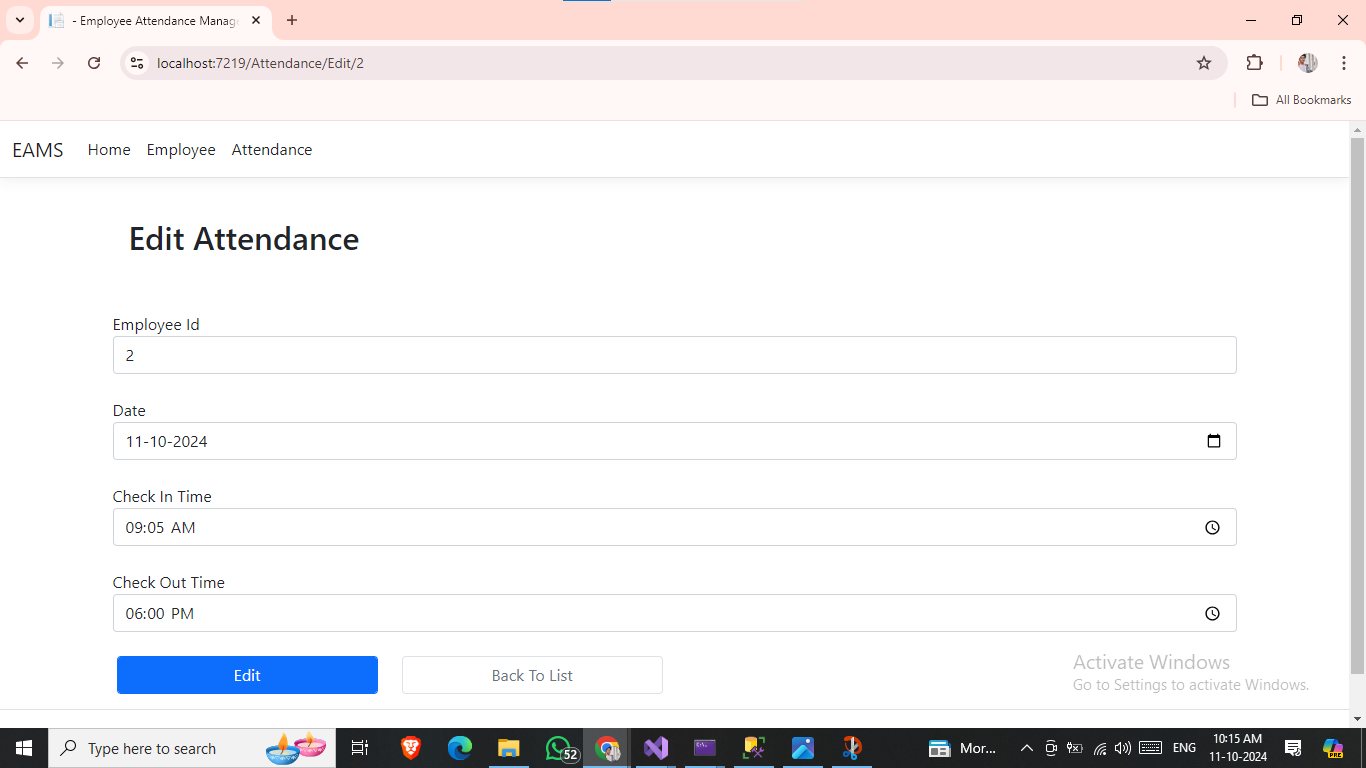 - Employee Attendance Manage
localhost:7219/Attendance/Edit/2
All Bookmarks
EAMS Home Employee Attendance
Edit Attendance
Employee Id
2
Date
11-10-2024
Check In Time
09:05 AM
Check Out Time
06:00 PM
Edit Back To List
Activate Windows
Go to Settings to activate Windows.
Type here to search 52 Mor... ENG 10:15 AM PRE
11-10-2024